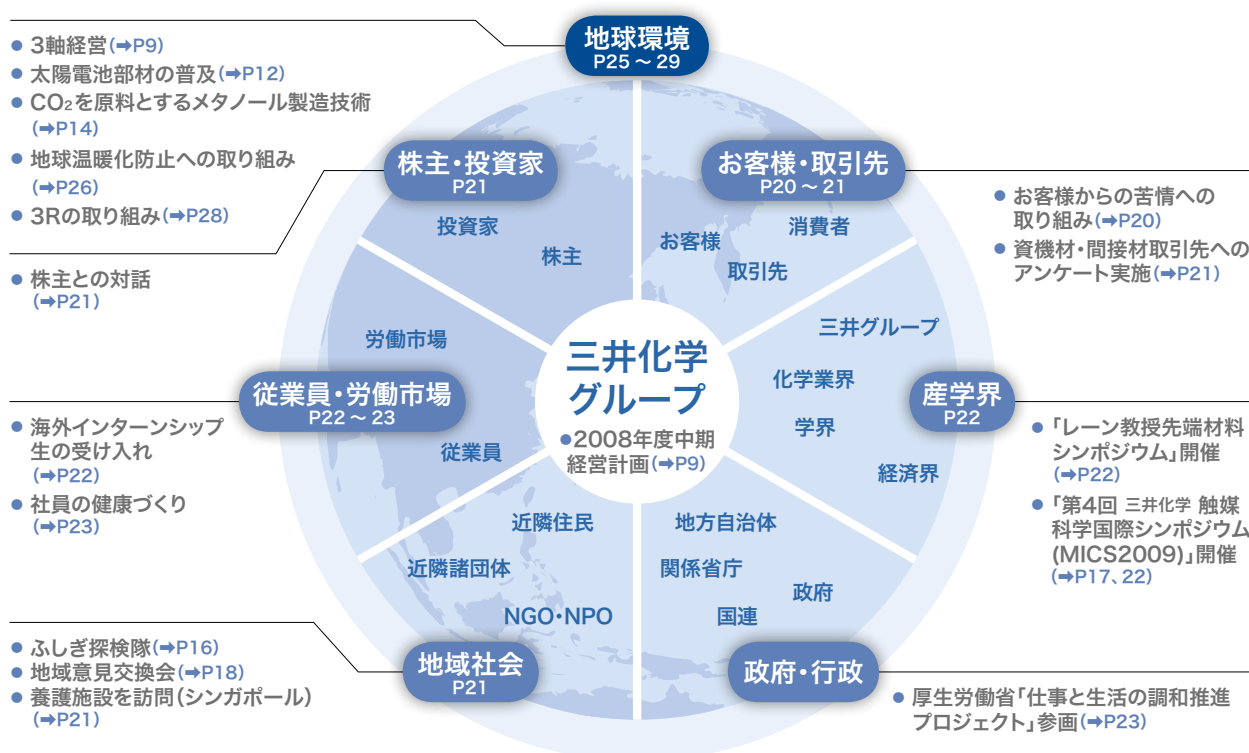 地球環境
P25～29
● 3軸経営(➡P9)
● 太陽電池部材の普及(➡P12)
● CO₂を原料とするメタノール製造技術
(➡P14)
● 地球温暖化防止への取り組み
(➡P26)
● 3Rの取り組み(➡P28)
株主・投資家
P21
投資家
株主
● 株主との対話
(➡P21)
お客様・取引先
P20～21
お客様
消費者
取引先
● お客様からの苦情への
取り組み(➡P20)
● 資機材・間接材取引先への
アンケート実施(➡P21)
三井化学
グループ
●2008年度中期
経営計画(➡P9)
従業員・労働市場
P22～23
労働市場
従業員
● 海外インターンシップ
生の受け入れ
(➡P22)
● 社員の健康づくり
(➡P23)
産学界
P22
三井グループ
化学業界
学界
経済界
● 「レーン教授先端材料
シンポジウム」開催
(➡P22)
● 「第4回 三井化学 触媒
科学国際シンポジウム
(MICS2009)」開催
(➡P17、22)
地域社会
P21
近隣住民
近隣諸団体
NGO・NPO
● ふしぎ探検隊(➡P16)
● 地域意見交換会(➡P18)
● 養護施設を訪問(シンガポール)
(➡P21)
政府・行政
地方自治体
関係省庁
政府
国連
● 厚生労働省「仕事と生活の調和推進
プロジェクト」参画(➡P23)